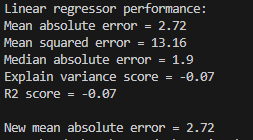 Linear regressor performance:
Mean absolute error = 2.72
Mean squared error = 13.16
Median absolute error = 1.9
Explain variance score = -0.07
R2 score = -0.07
New mean absolute error = 2.72